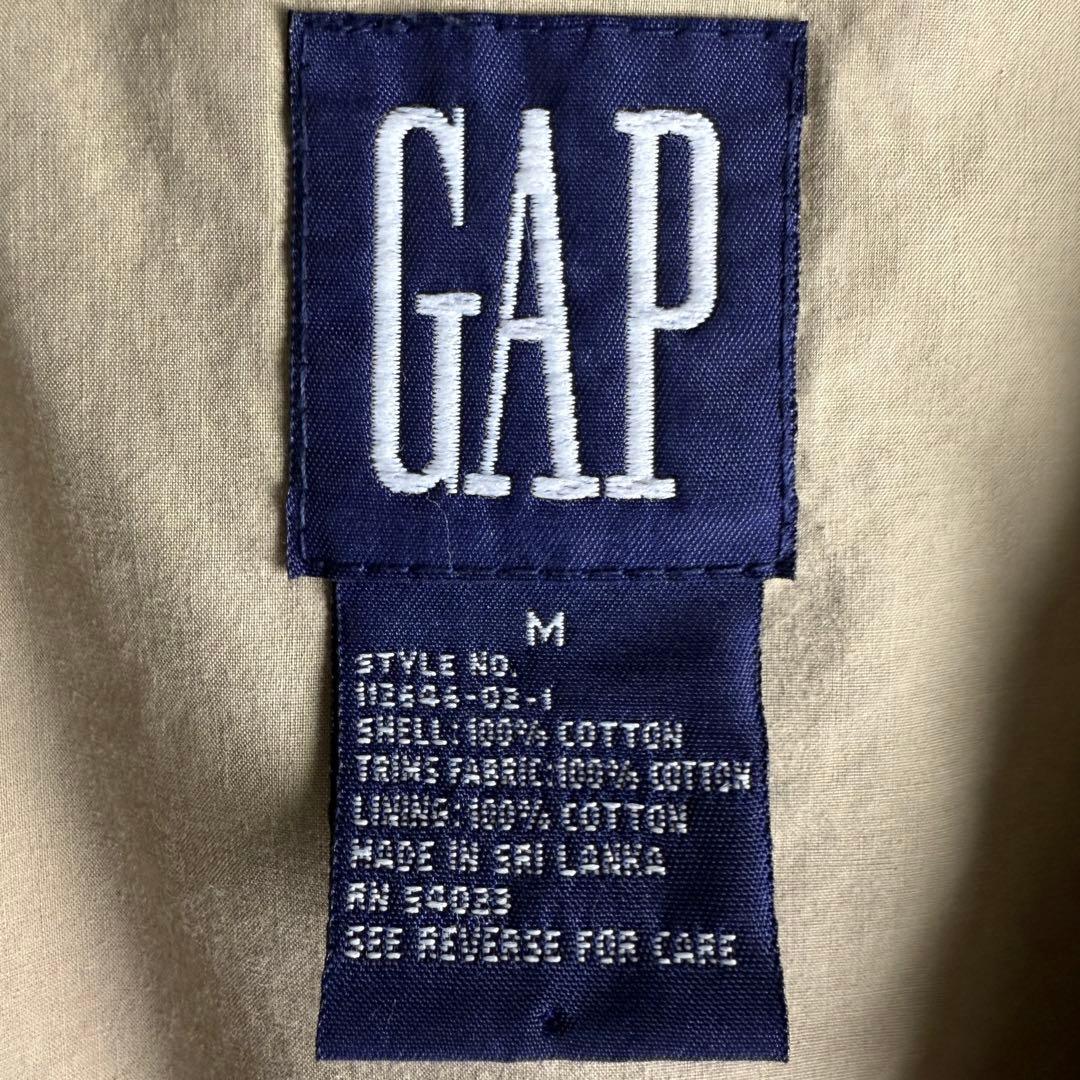 GAP
M
STYLE NO.
SHELL: 100% COTTON
TRIMS FABRIC: 100% COTTON
LINING: 100% COTTON
MADE IN SRI LANKA
RN 54023
SEE REVERSE FOR CARE